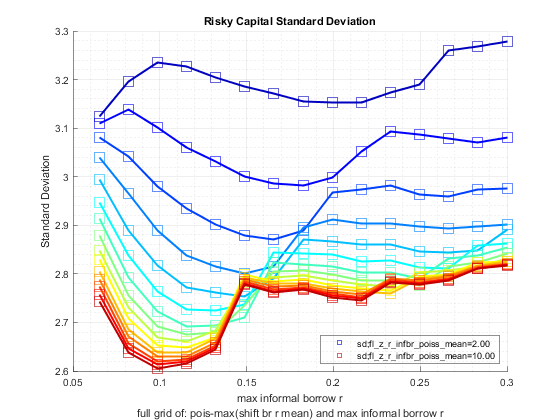 Risky Capital Standard Deviation
3.3
3.2
3.1
3
2.9
2.8
2.7
2.6
Standard Deviation
0.05
0.1
0.15
0.2
0.25
0.3
sd;fl_z_r_infbr_poiss_mean=2.00
sd;fl_z_r_infbr_poiss_mean=10.00
max informal borrow r
full grid of: pois-max(shift br r mean) and max informal borrow r